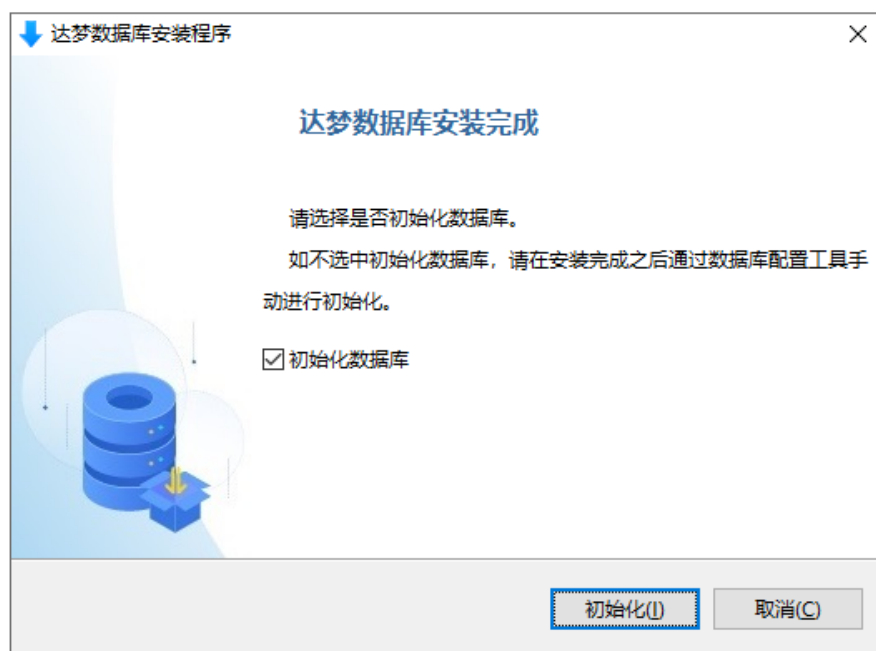 达梦数据库安装程序
达梦数据库安装完成
请选择是否初始化数据库。
如不选中初始化数据库，请在安装完成之后通过数据库配置工具手
动进行初始化。
初始化数据库
初始化(I) 取消(C)